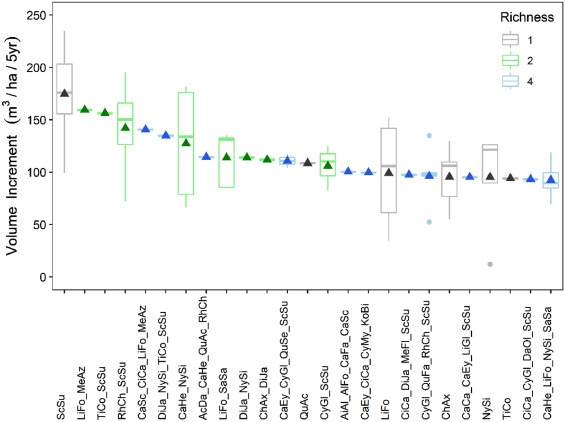 Volume Increment (m³ / ha / 5yr)
250
200
150
100
50
0
Richness
1
2
4
ScSu
LiFo_MeAz
TiCo_ScSu
RhCh_ScSu
CaSc_CiCa_LiFo_MeAz
DiJa_NySi_TiCo_ScSu
CaHe_NySi
AcDa_CaHe_QuAc_RhCh
LiFo_SaSa
DiJa_NySi
ChAx_DiJa
CaEy_CyGl_QuSe_ScSu
QuAc
CyGl_ScSu
AlAl_AlFo_CaFa_CaSc
CaEy_CiCa_CyMy_KoBi
LiFo
CiCa_DiJa_MeFl_ScSu
CyGl_QuFa_RhCh_ScSu
ChAx
CaCa_CaEy_LiGl_ScSu
NySi
TiCo
CiCa_CyGl_DaOl_ScSu
CaHe_LiFo_NySi_SaSa